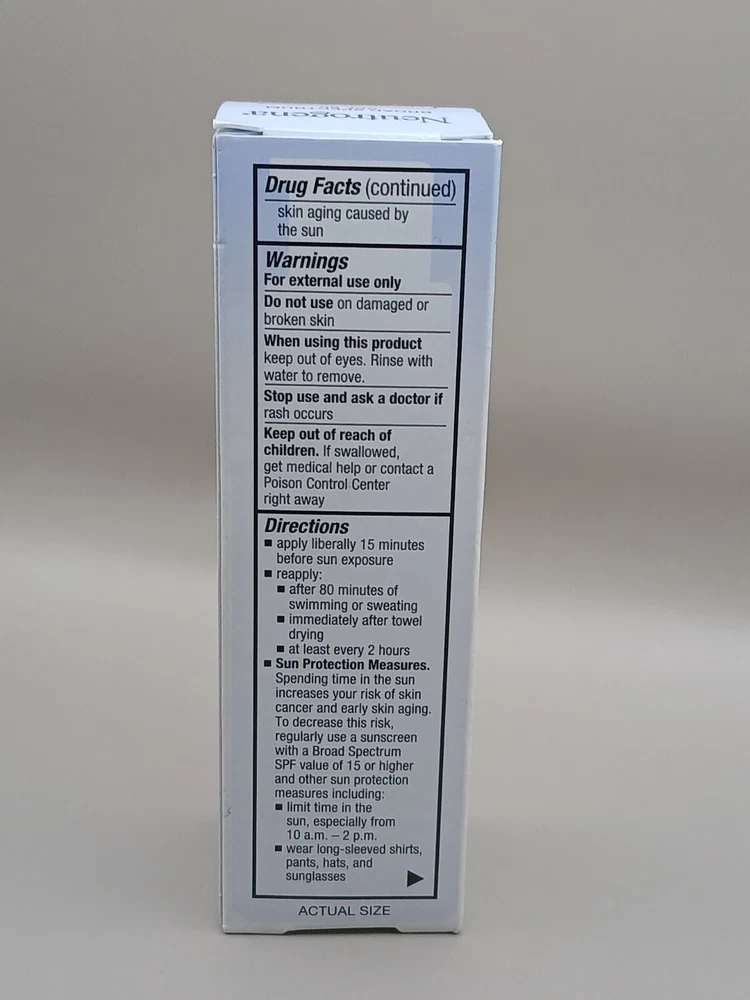 Neutrogena®
Drug Facts (continued)
skin aging caused by
the sun
Warnings
For external use only
Do not use on damaged or
broken skin
When using this product
keep out of eyes. Rinse with
water to remove.
Stop use and ask a doctor if
rash occurs
Keep out of reach of
children. If swallowed,
get medical help or contact a
Poison Control Center
right away
Directions
■ apply liberally 15 minutes
before sun exposure
■ reapply:
■ after 80 minutes of
swimming or sweating
■ immediately after towel
drying
■ at least every 2 hours
■ Sun Protection Measures.
Spending time in the sun
increases your risk of skin
cancer and early skin aging.
To decrease this risk,
regularly use a sunscreen
with a Broad Spectrum
SPF value of 15 or higher
and other sun protection
measures including:
■ limit time in the
sun, especially from
10 a.m. – 2 p.m.
■ wear long-sleeved shirts,
pants, hats, and
sunglasses
ACTUAL SIZE